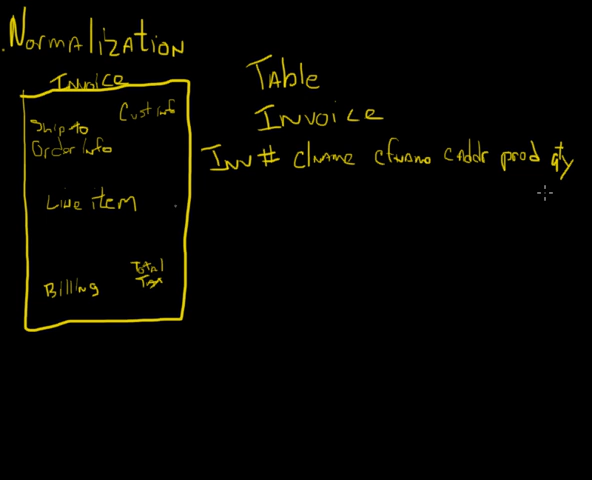 Normalization
Invoice
Cust info
Ship to
Order info
Line item
Total
Tax
Billing
Table
Invoice
Inv # clname cfname cAddr prod qty